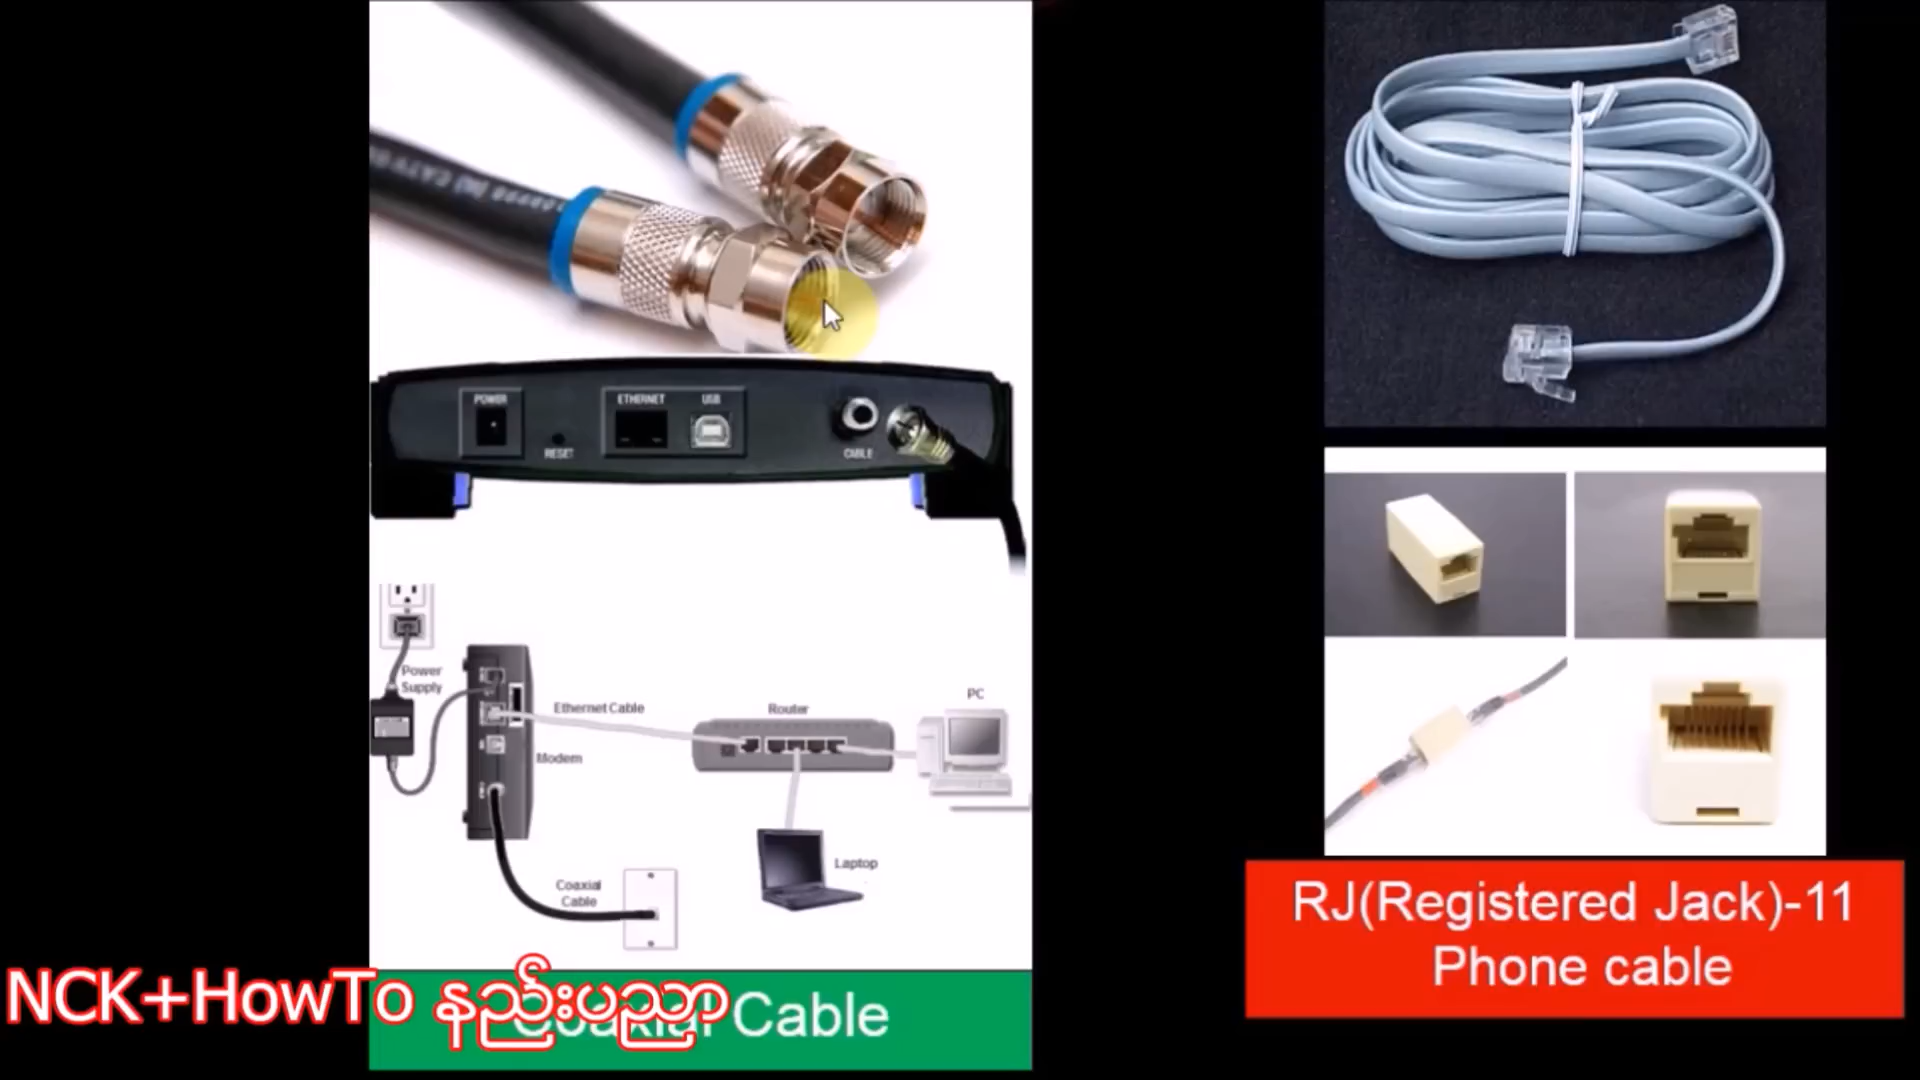 POWER
RESET
ETHERNET
USB
CABLE
Power
Supply
Ethernet Cable
Modem
Router
PC
Laptop
Coaxial
Cable
Coaxial Cable
RJ(Registered Jack)-11
Phone cable
NCK+HowTo နည်းပညာ